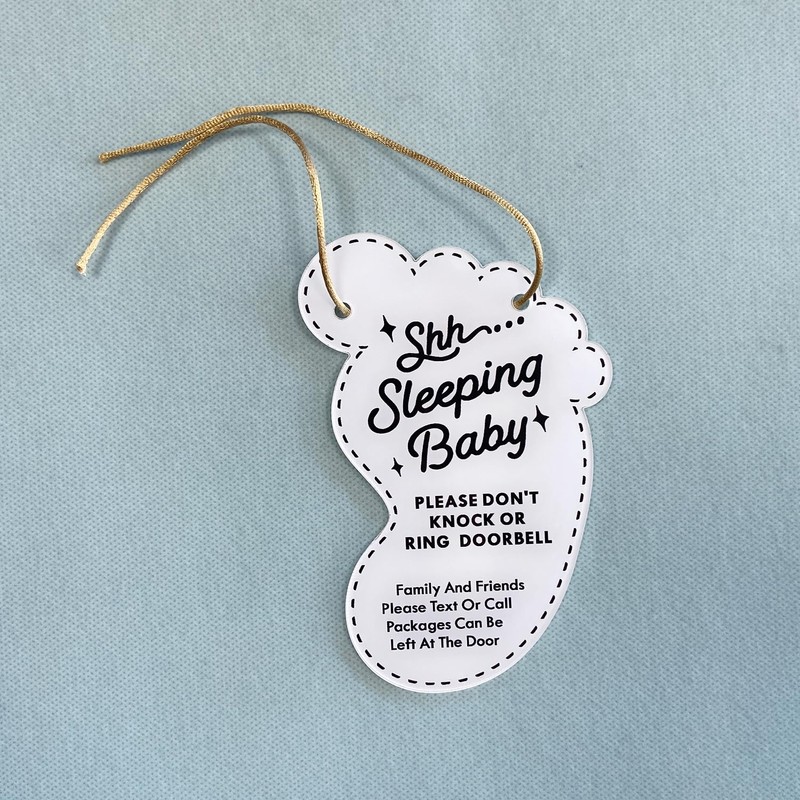 Shh...
Sleeping
Baby
PLEASE DON'T
KNOCK OR
RING DOORBELL
Family And Friends
Please Text Or Call
Packages Can Be
Left At The Door